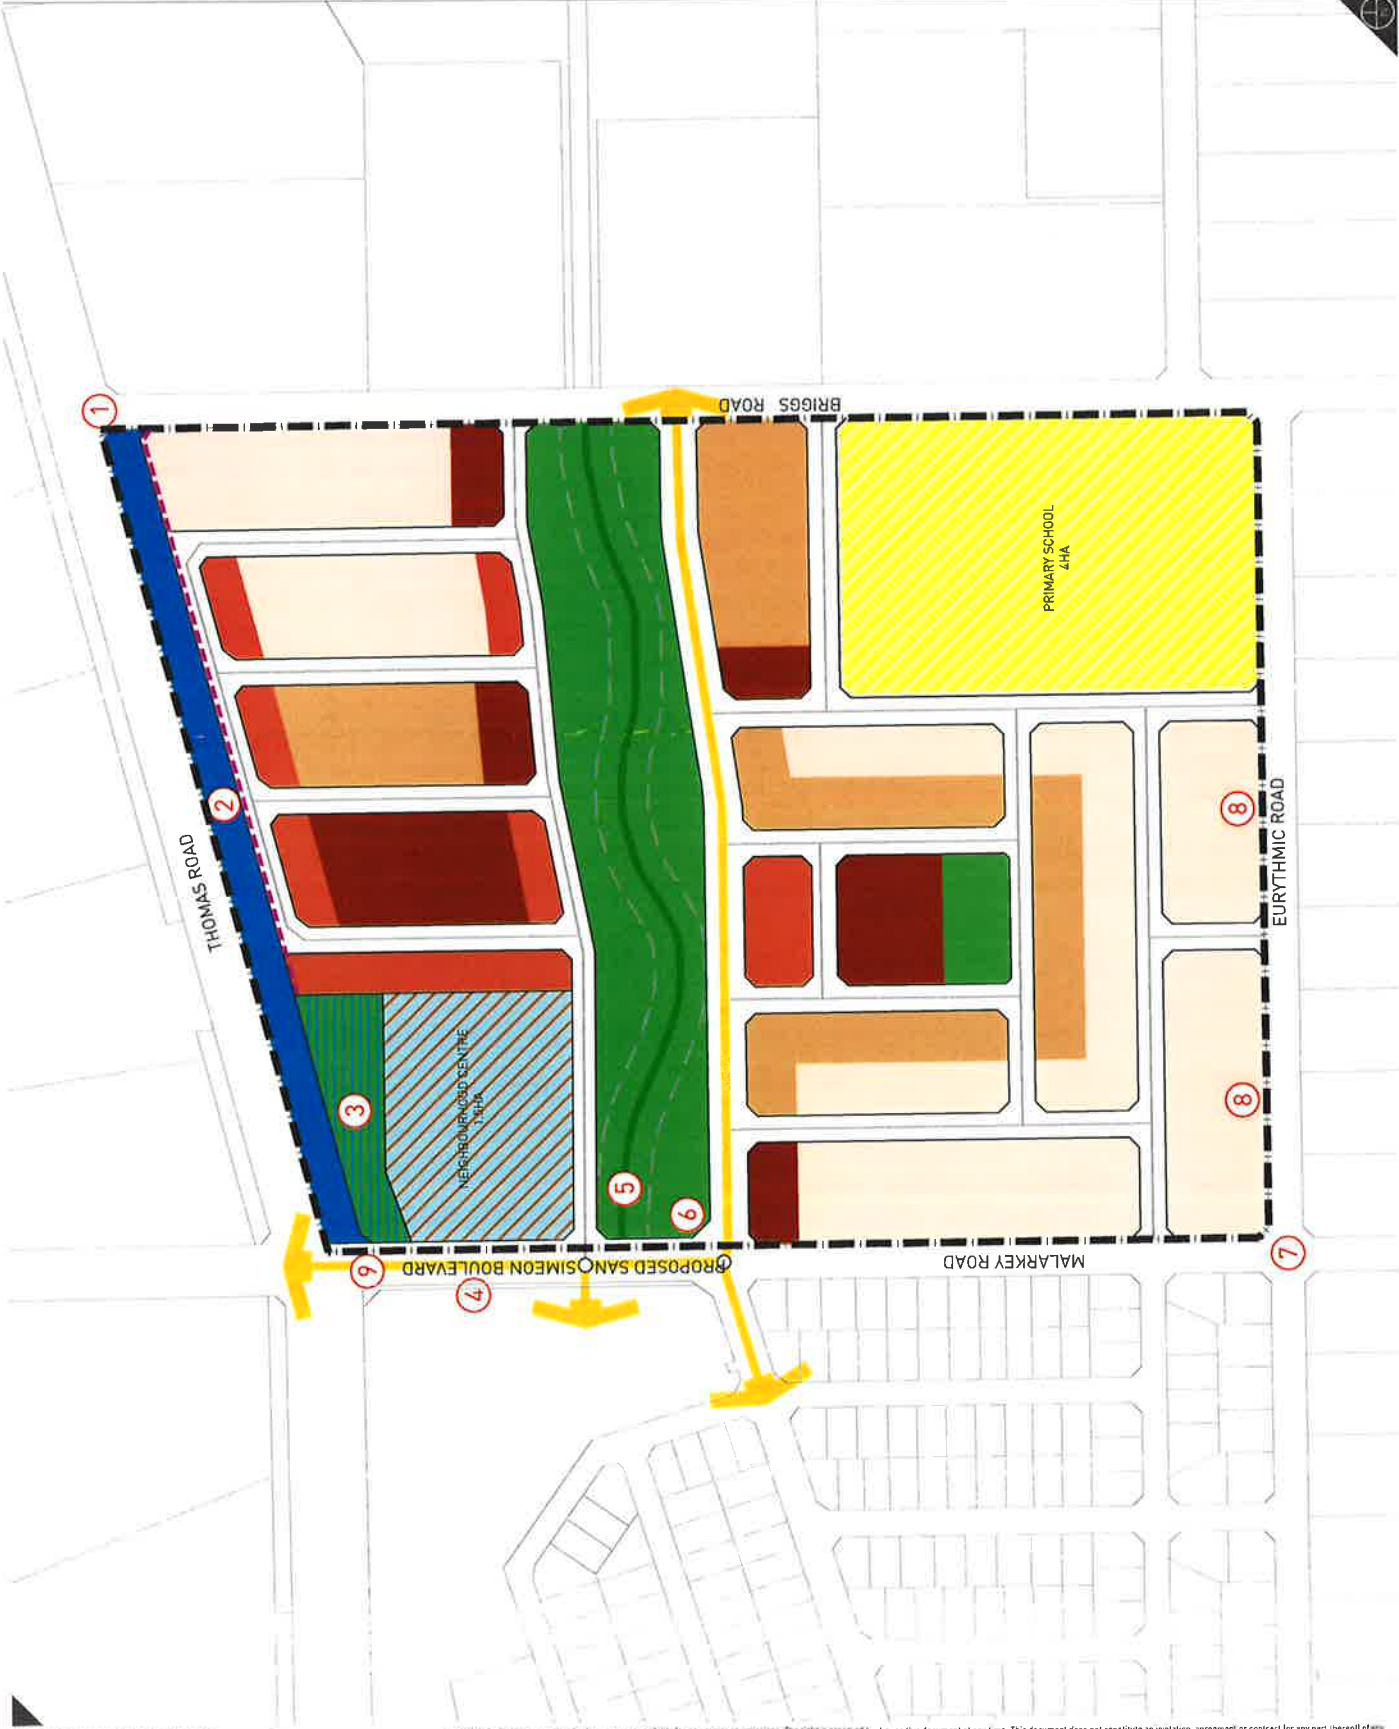 1
BRIGGS ROAD
2
THOMAS ROAD
PRIMARY SCHOOL
4HA
3
NEIGHBOURHOOD CENTRE
8
EURYTHMIC ROAD
8
5
6
9
PROPOSED SAN SIMEON BOULEVARD
4
MALARKEY ROAD
7